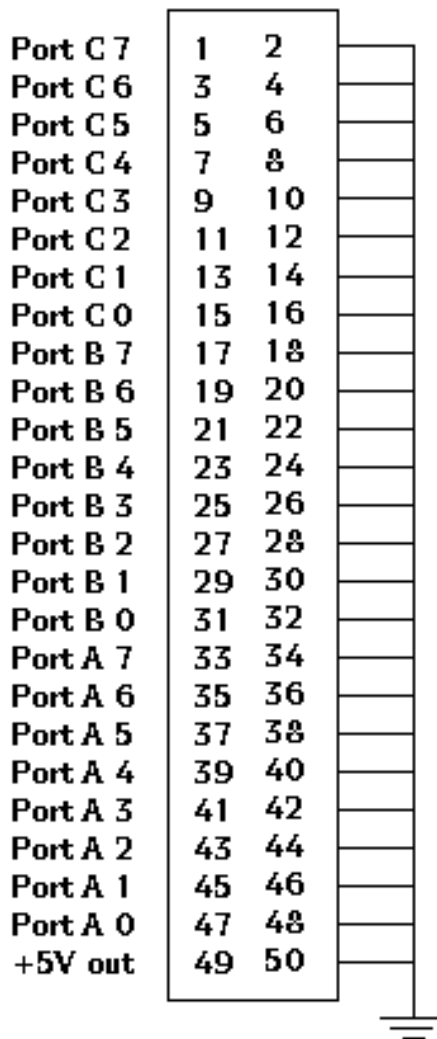 Port C 7 1 2
Port C 6 3 4
Port C 5 5 6
Port C 4 7 8
Port C 3 9 10
Port C 2 11 12
Port C 1 13 14
Port C 0 15 16
Port B 7 17 18
Port B 6 19 20
Port B 5 21 22
Port B 4 23 24
Port B 3 25 26
Port B 2 27 28
Port B 1 29 30
Port B 0 31 32
Port A 7 33 34
Port A 6 35 36
Port A 5 37 38
Port A 4 39 40
Port A 3 41 42
Port A 2 43 44
Port A 1 45 46
Port A 0 47 48
+5V out 49 50